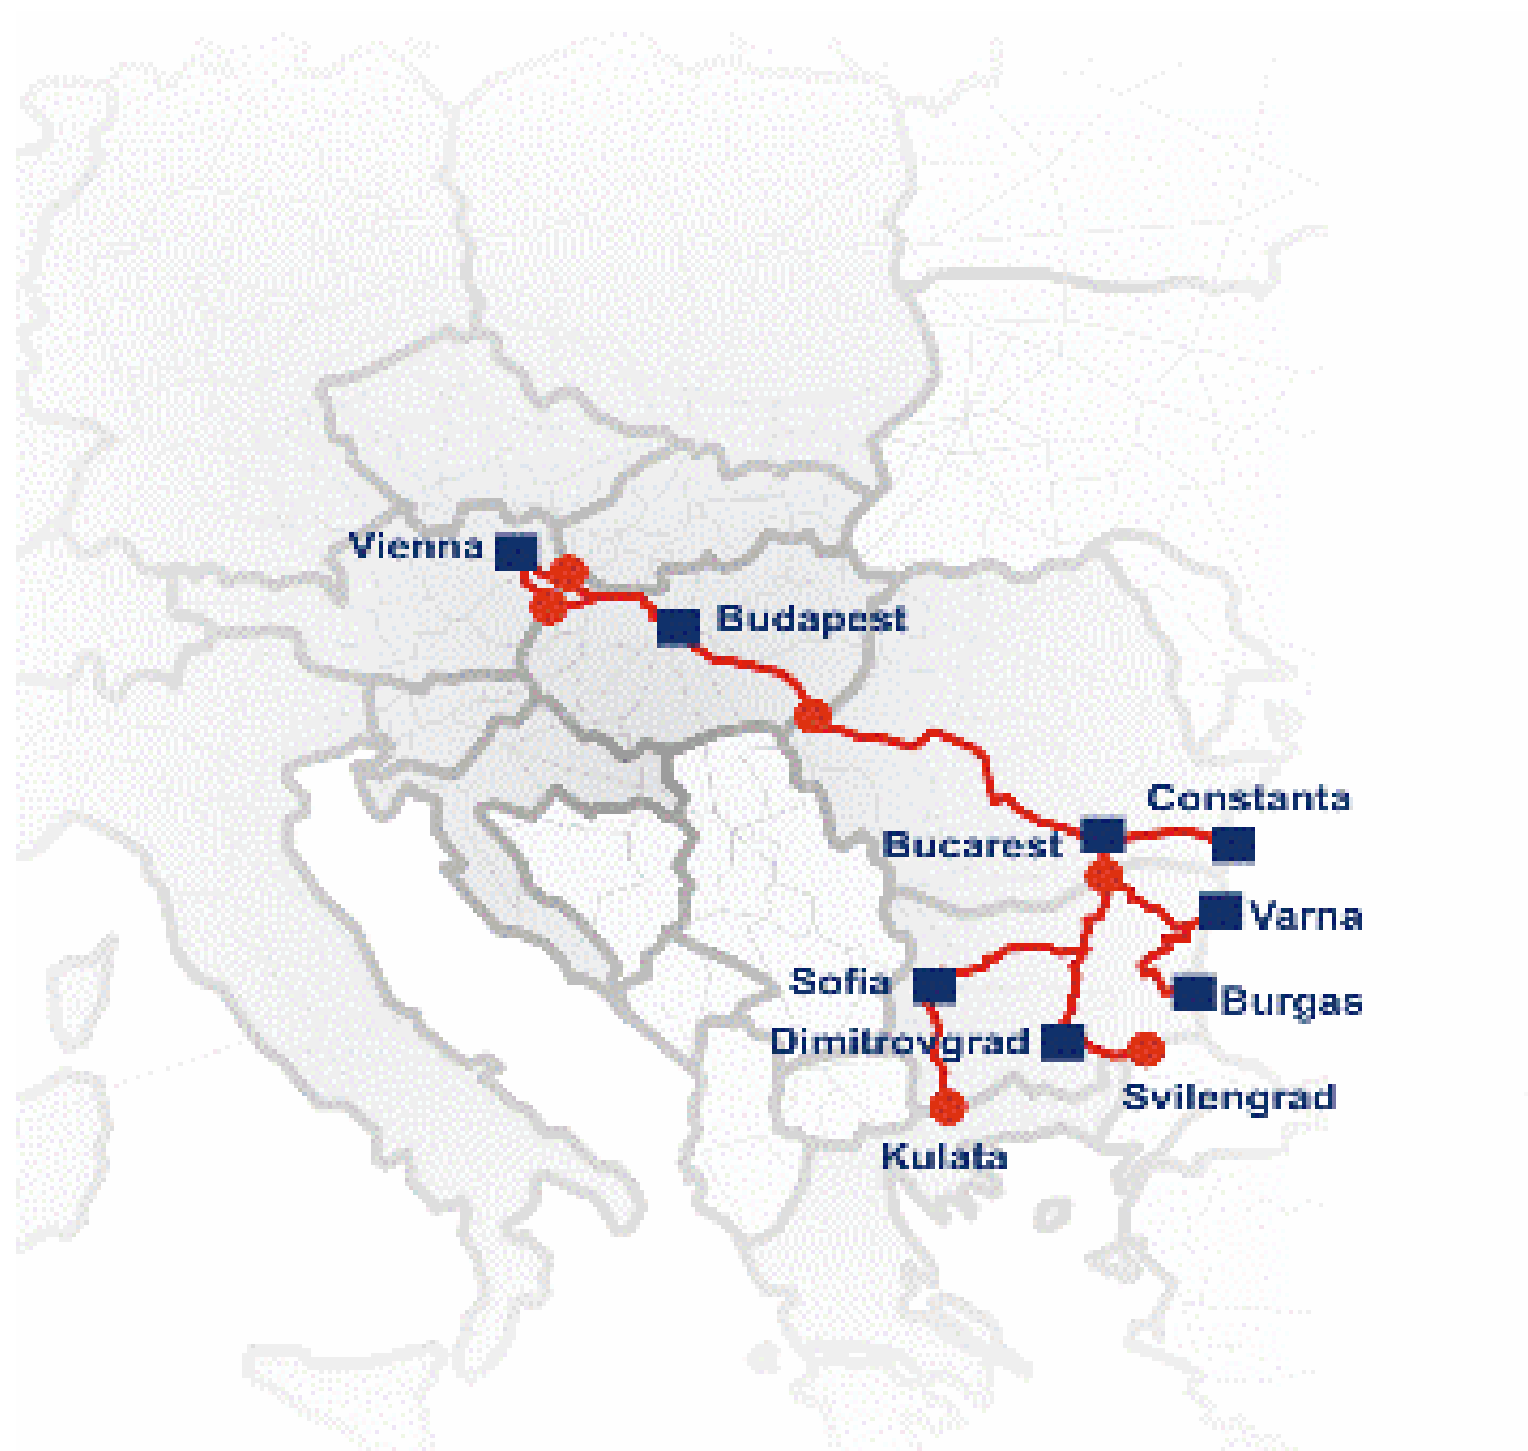 Vienna
Budapest
Constanta
Bucarest
Varna
Sofia
Burgas
Dimitrovgrad
Svilengrad
Kulata